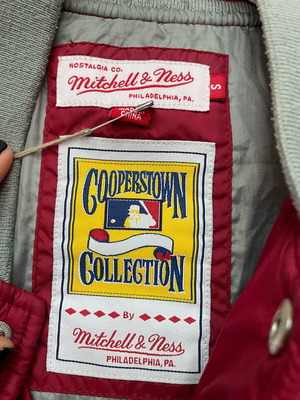 NOSTALGIA CO.
Mitchell & Ness
PHILADELPHIA, PA.
S
CHINA
COOPERSTOWN
COLLECTION
By
Mitchell & Ness
PHILADELPHIA, PA.